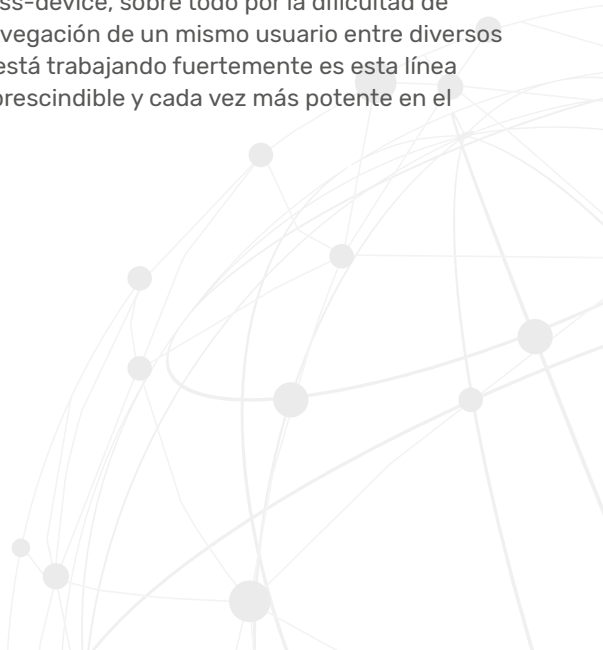 ss-device, sobre todo por la dificultad de
vegación de un mismo usuario entre diversos
está trabajando fuertemente es esta línea
prescindible y cada vez más potente en el